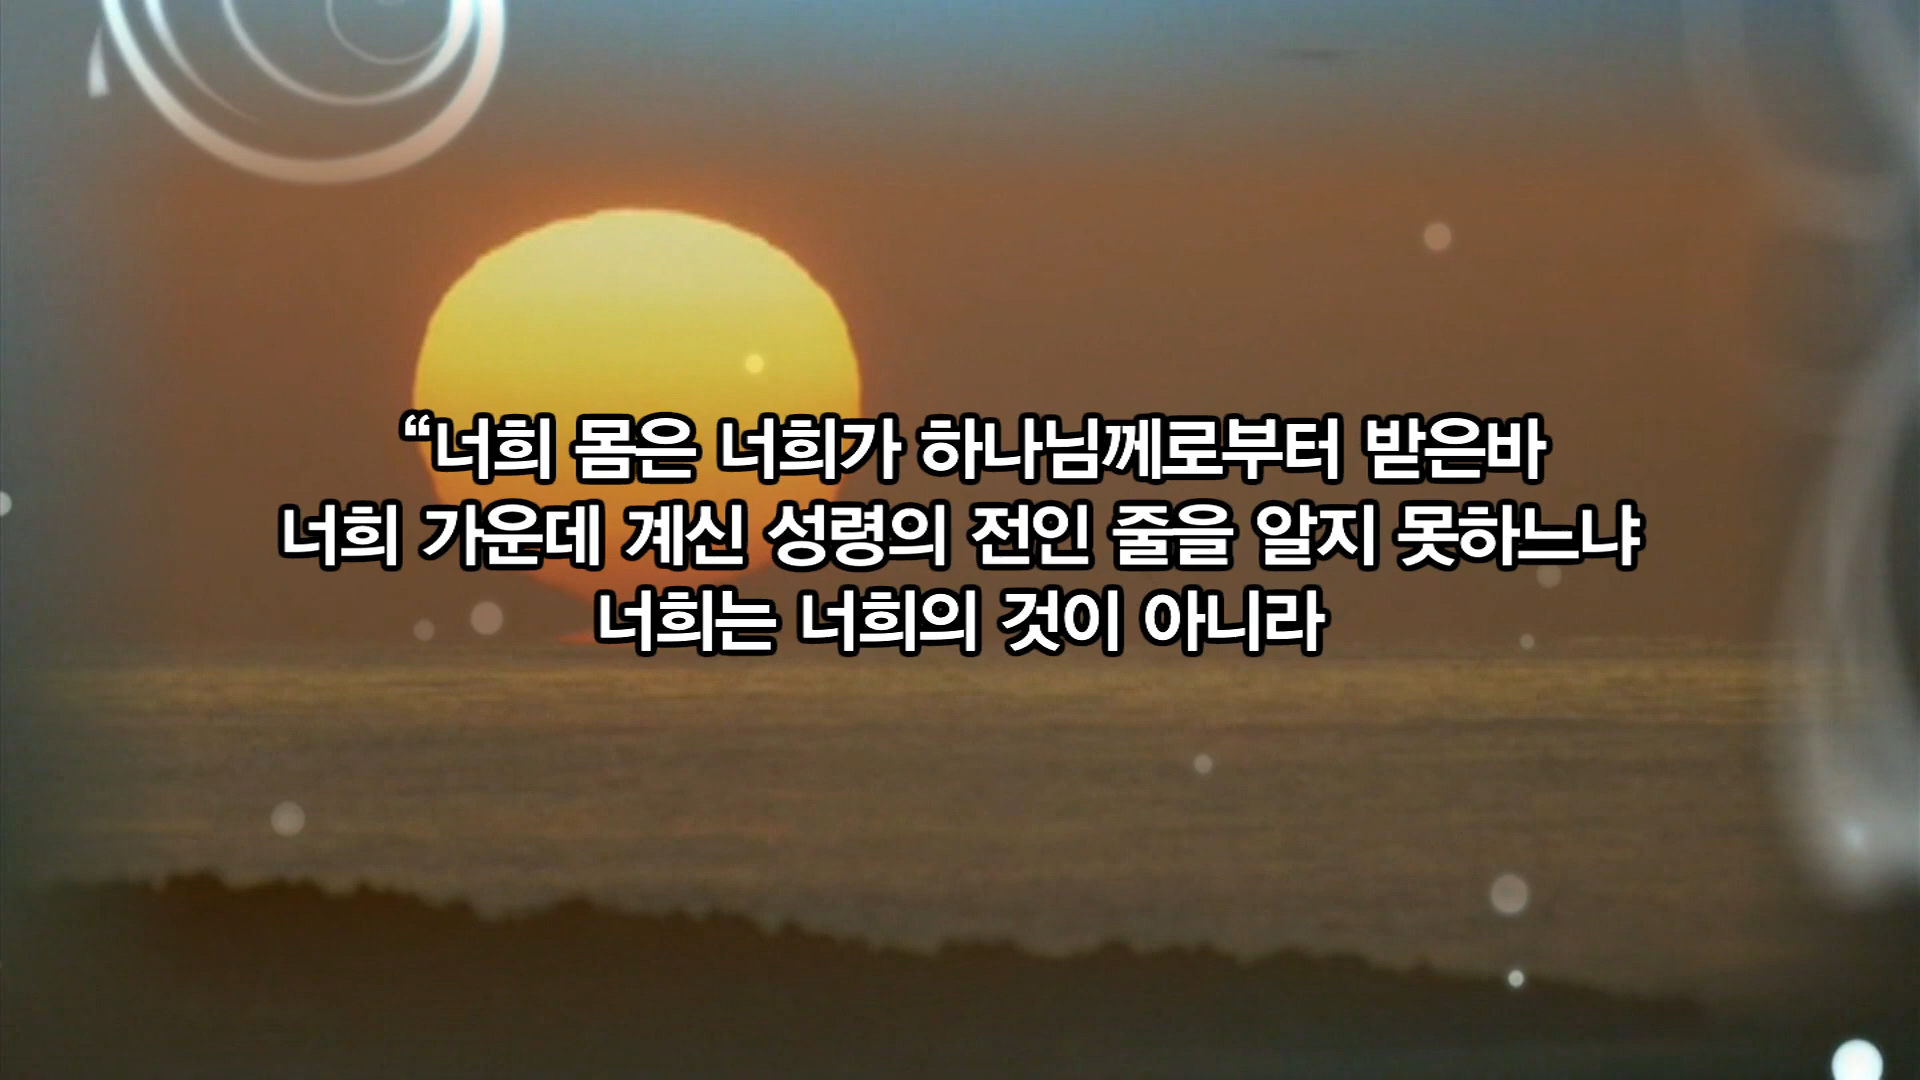 “너희 몸은 너희가 하나님께로부터 받은바
너희 가운데 계신 성령의 전인 줄을 알지 못하느냐
너희는 너희의 것이 아니라